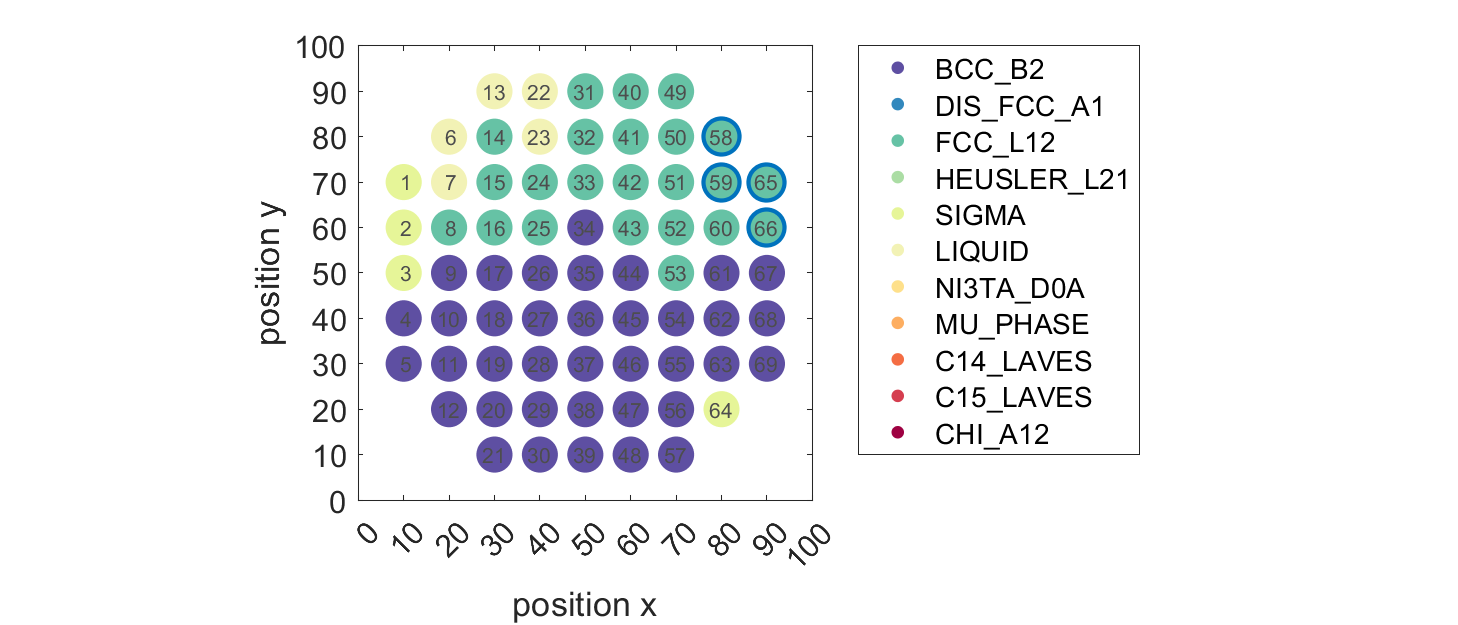 100
90
80
70
60
50
40
30
20
10
0
13 22 31 40 49
6 14 23 32 41 50 58
1 7 15 24 33 42 51 59 65
2 8 16 25 34 43 52 60 66
3 9 17 26 35 44 53 61 67
4 10 18 27 36 45 54 62 68
5 11 19 28 37 46 55 63 69
12 20 29 38 47 56 64
21 30 39 48 57
0 10 20 30 40 50 60 70 80 90 100
position x
position y
BCC_B2
DIS_FCC_A1
FCC_L12
HEUSLER_L21
SIGMA
LIQUID
NI3TA_D0A
MU_PHASE
C14_LAVES
C15_LAVES
CHI_A12